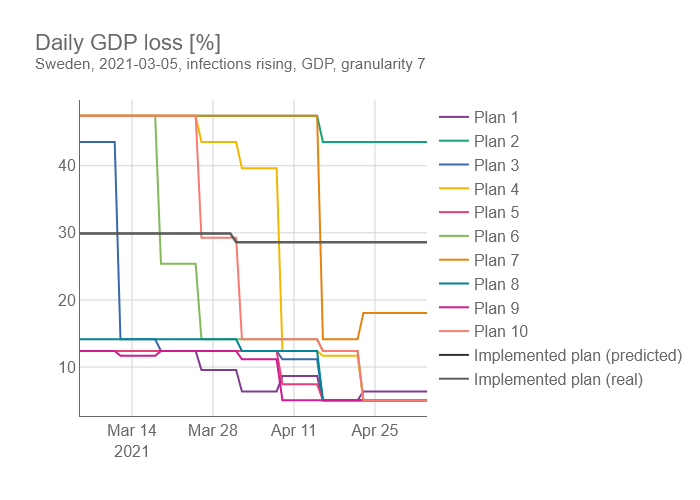 Daily GDP loss [%]
Sweden, 2021-03-05, infections rising, GDP, granularity 7
40
30
20
10
Mar 14
2021
Mar 28
Apr 11
Apr 25
Plan 1
Plan 2
Plan 3
Plan 4
Plan 5
Plan 6
Plan 7
Plan 8
Plan 9
Plan 10
Implemented plan (predicted)
Implemented plan (real)